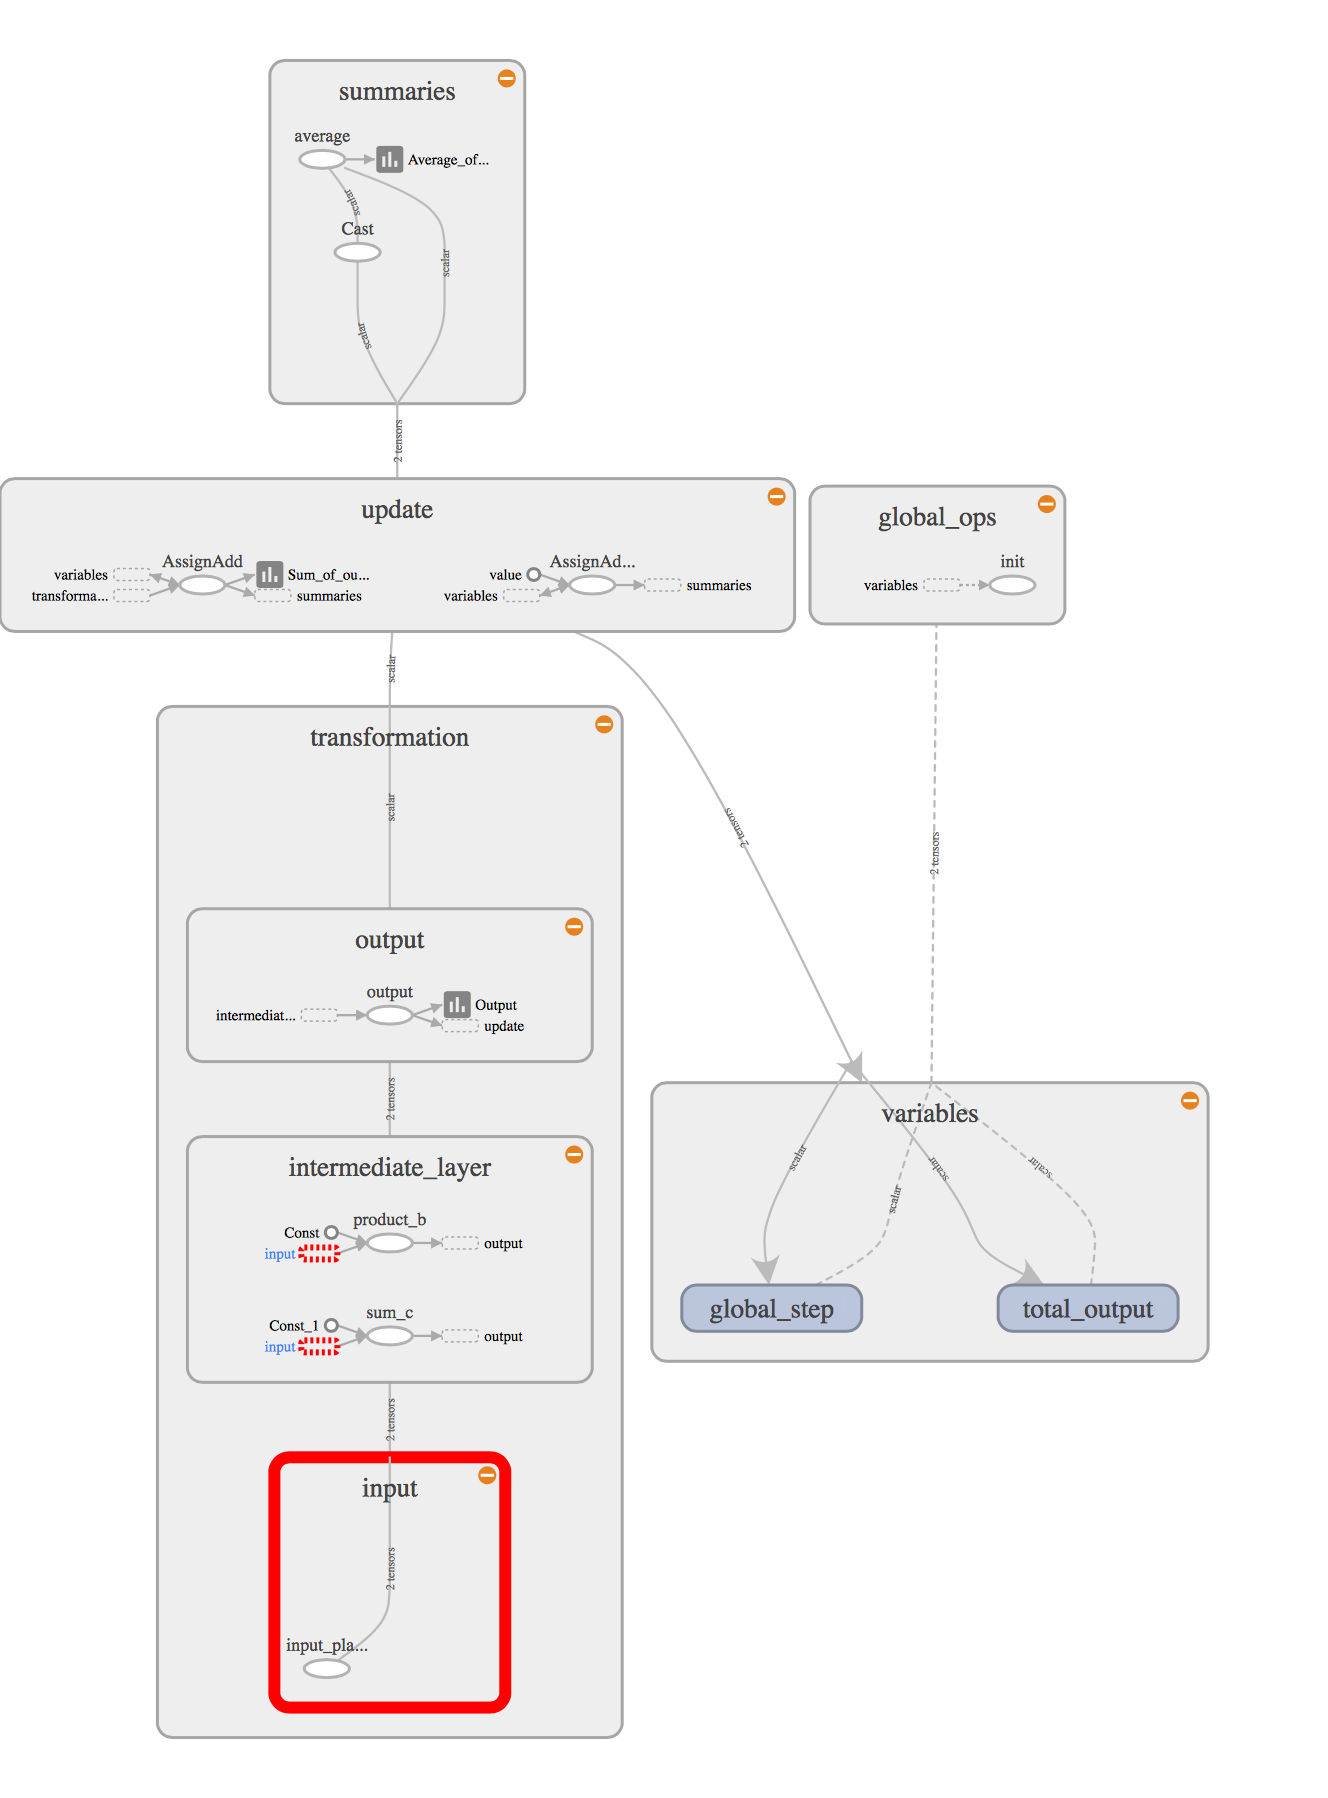 summaries
average
Average_of...
scalar
Cast
scalar
scalar
2 tensors
update
AssignAdd
variables
transforma...
Sum_of_ou...
summaries
AssignAd...
value
variables
summaries
global_ops
init
variables
scalar
transformation
scalar
2 tensors
2 tensors
output
output
intermediat...
Output
update
2 tensors
intermediate_layer
product_b
Const
input
output
sum_c
Const_1
input
output
variables
scalar
scalar
scalar
scalar
global_step
total_output
2 tensors
input
2 tensors
input_pla...